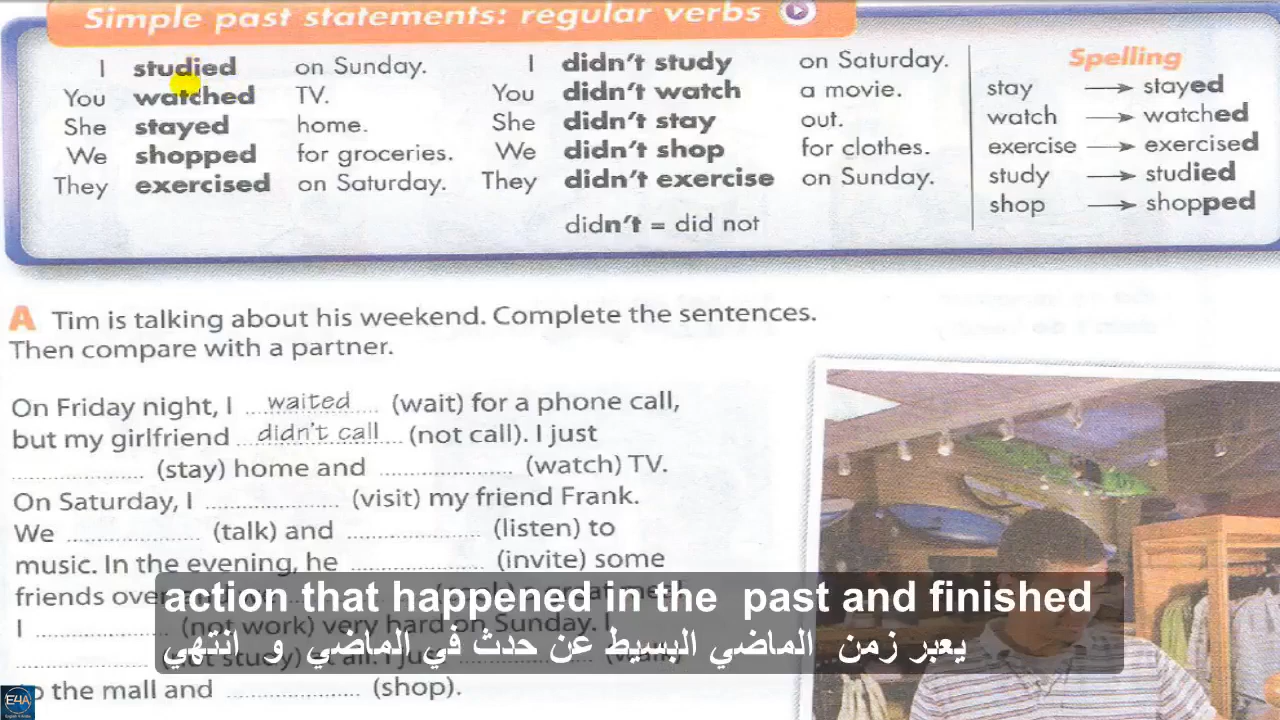 Simple past statements: regular verbs
I studied on Sunday.
You watched TV.
She stayed home.
We shopped for groceries.
They exercised on Saturday.
I didn't study on Saturday.
You didn't watch a movie.
She didn't stay out.
We didn't shop for clothes.
They didn't exercise on Sunday.
didn't = did not
Spelling
stay → stayed
watch → watched
exercise → exercised
study → studied
shop → shopped
A Tim is talking about his weekend. Complete the sentences.
Then compare with a partner.
On Friday night, I waited (wait) for a phone call,
but my girlfriend didn't call (not call). I just
(stay) home and (watch) TV.
On Saturday, I (visit) my friend Frank.
We (talk) and (listen) to
music. In the evening, he (invite) some
friends over
I (not work) very hard on Sunday. I
(not study) at all. I just (walk)
the mall and (shop).
action that happened in the past and finished
يعبر زمن الماضي البسيط عن حدث في الماضي و انتهي
E4A